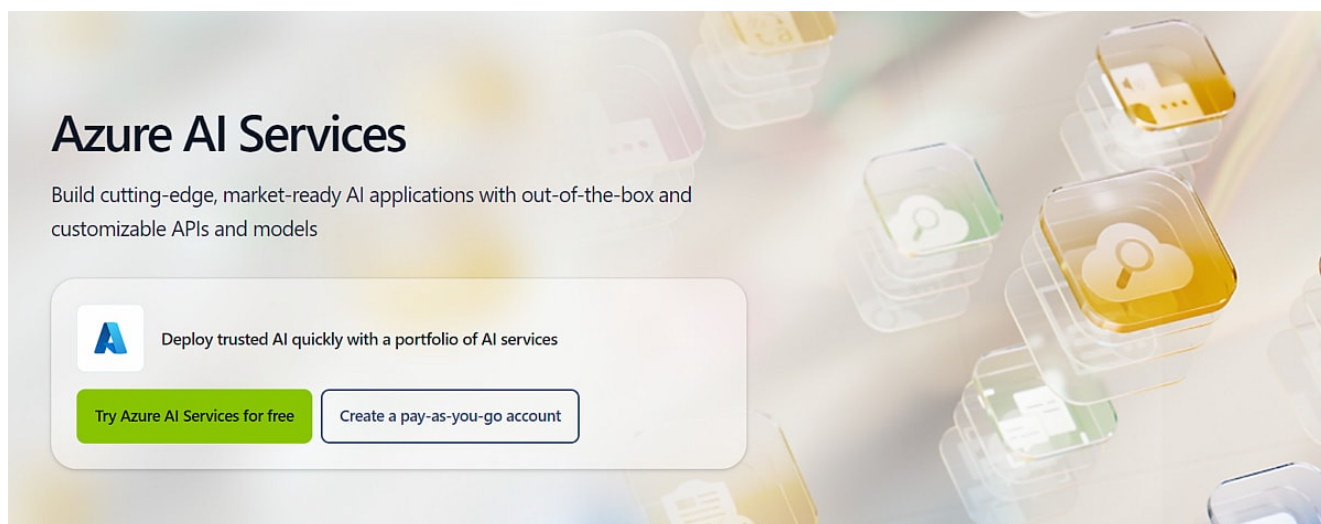 Azure AI Services
Build cutting-edge, market-ready AI applications with out-of-the-box and
customizable APIs and models
Deploy trusted AI quickly with a portfolio of AI services
Try Azure AI Services for free
Create a pay-as-you-go account